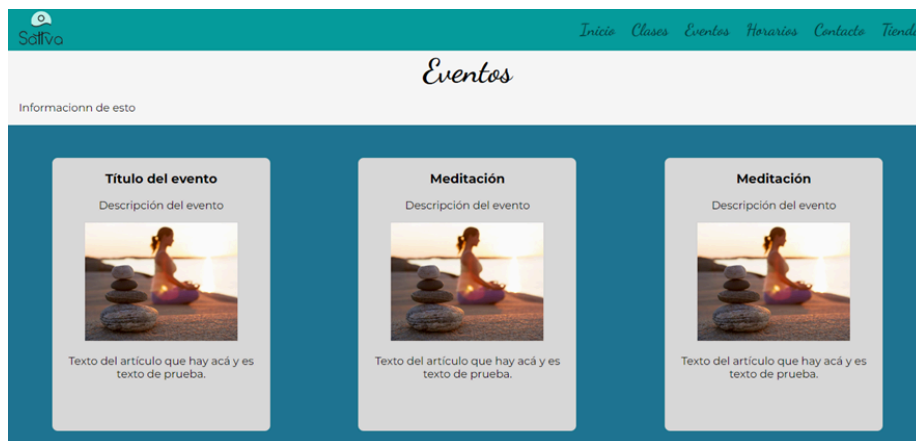 Sattva
Inicio Clases Eventos Horarios Contacto Tienda
Eventos
Informacionn de esto
Título del evento
Descripción del evento
Texto del artículo que hay acá y es
texto de prueba.
Meditación
Descripción del evento
Texto del artículo que hay acá y es
texto de prueba.
Meditación
Descripción del evento
Texto del artículo que hay acá y es
texto de prueba.